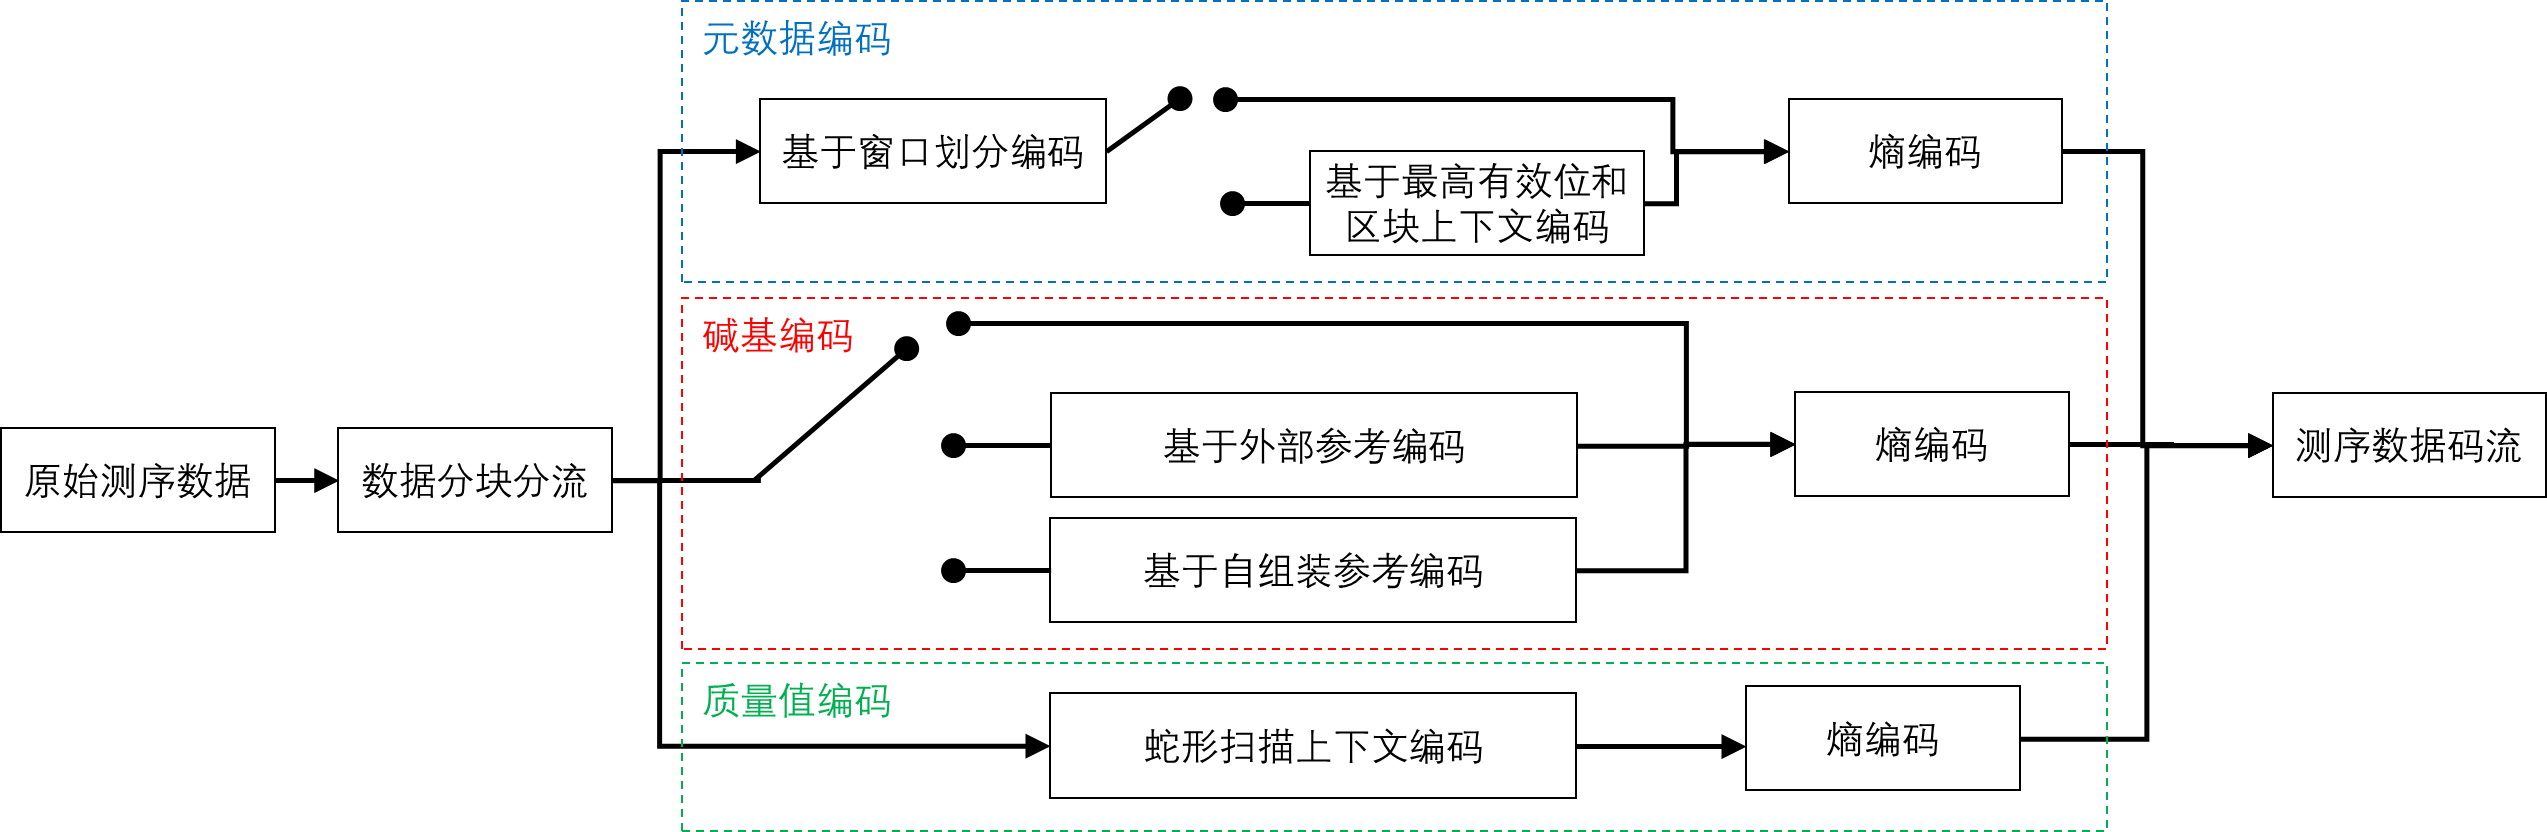 元数据编码
基于窗口划分编码
基于最高有效位和
区块上下文编码
熵编码
碱基编码
原始测序数据
数据分块分流
基于外部参考编码
基于自组装参考编码
熵编码
测序数据码流
质量值编码
蛇形扫描上下文编码
熵编码